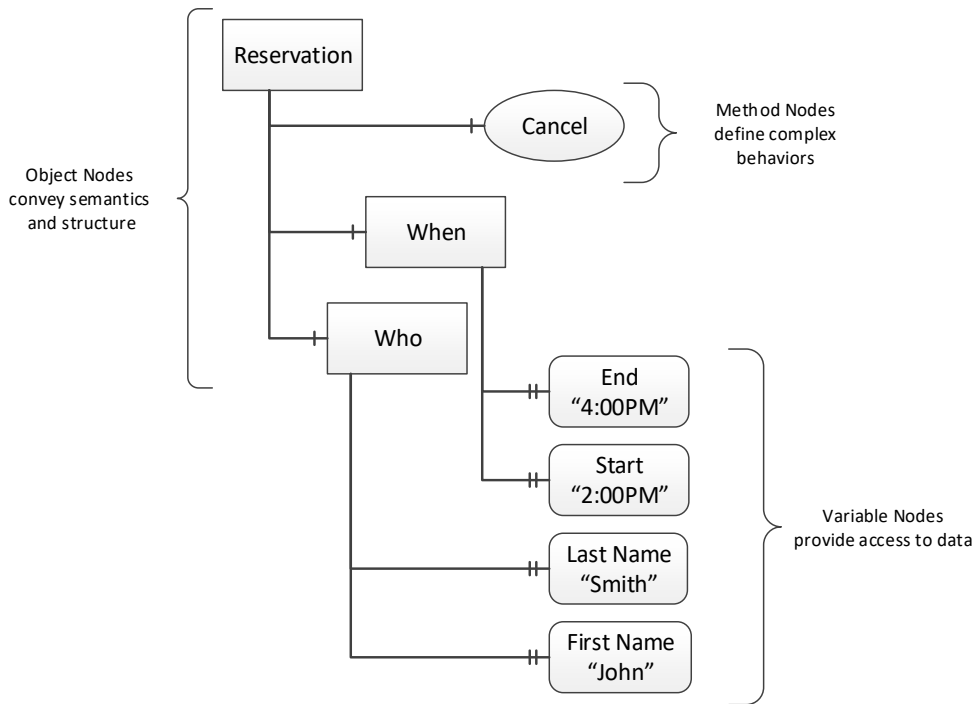 Reservation
Cancel
Method Nodes
define complex
behaviors
Object Nodes
convey semantics
and structure
When
Who
End
“4:00PM”
Start
“2:00PM”
Variable Nodes
provide access to data
Last Name
“Smith”
First Name
“John”